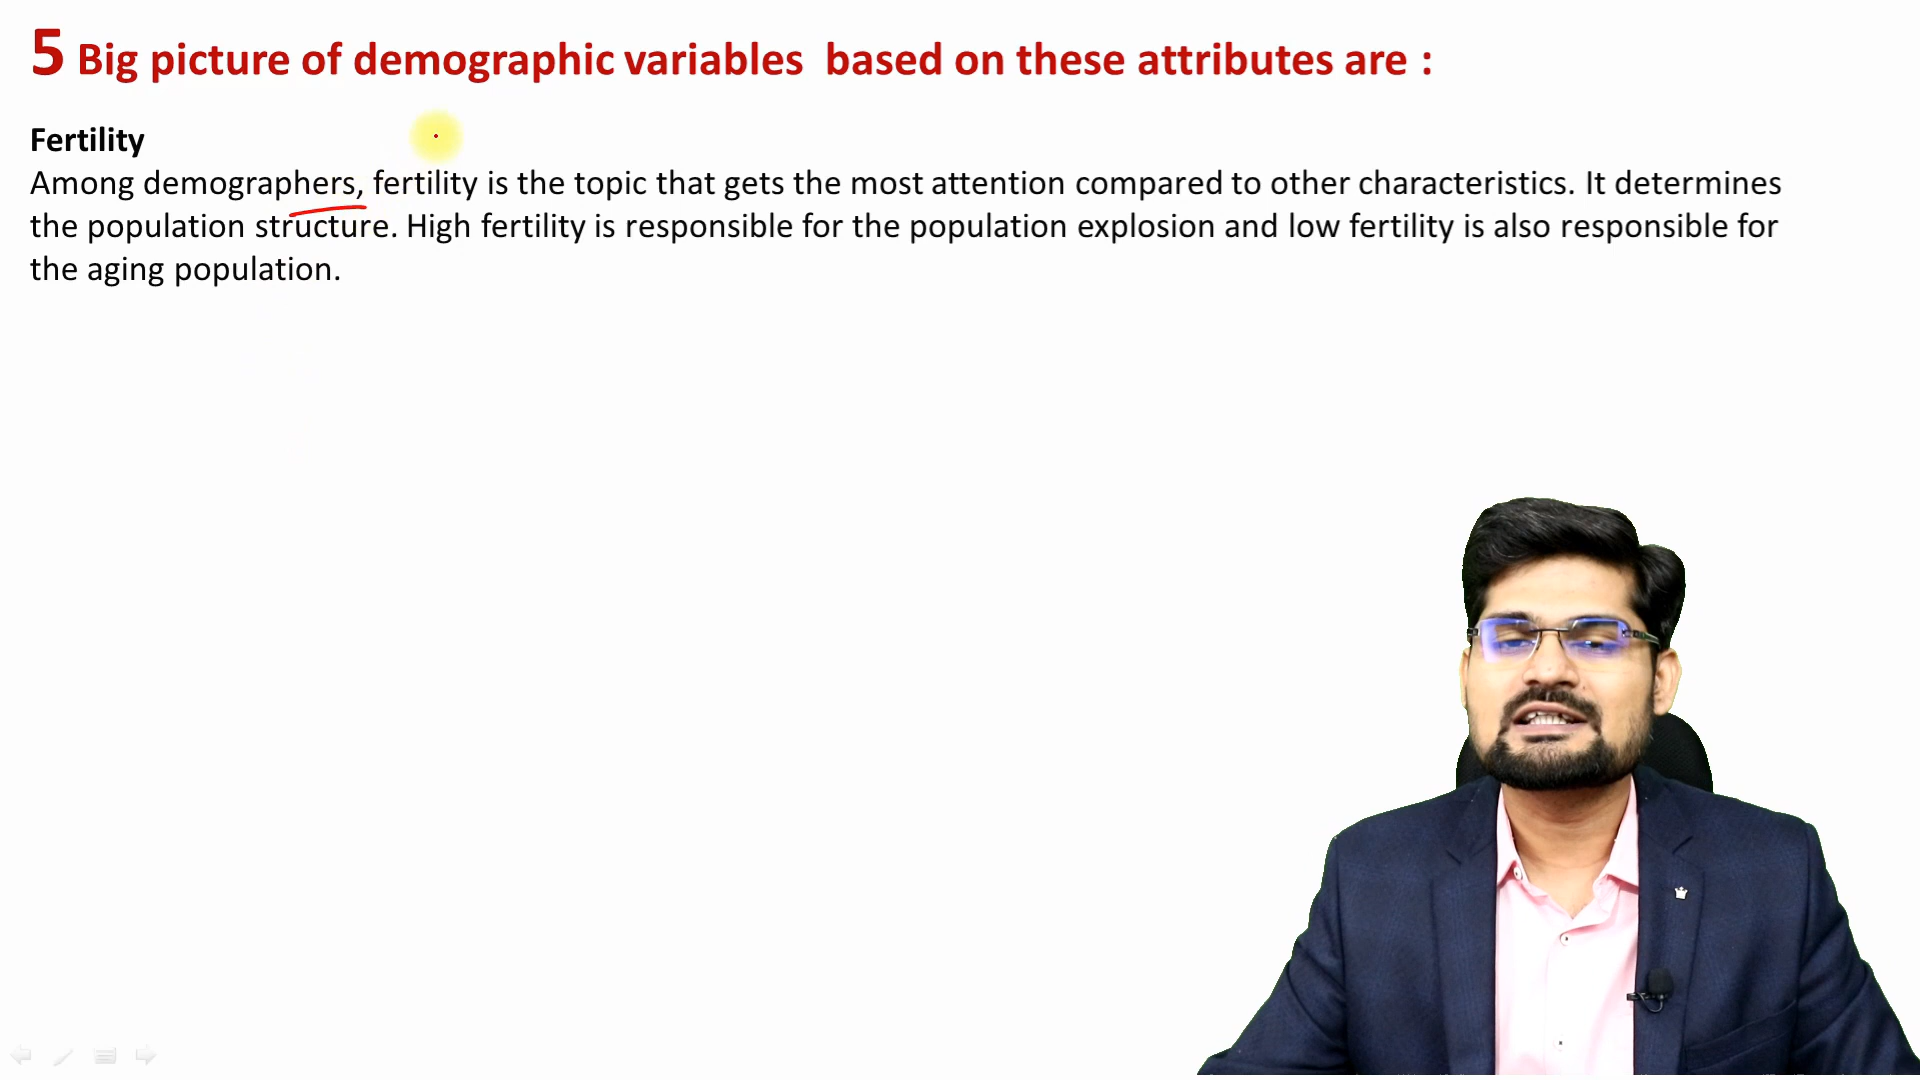 5 Big picture of demographic variables based on these attributes are :
Fertility
Among demographers, fertility is the topic that gets the most attention compared to other characteristics. It determines
the population structure. High fertility is responsible for the population explosion and low fertility is also responsible for
the aging population.